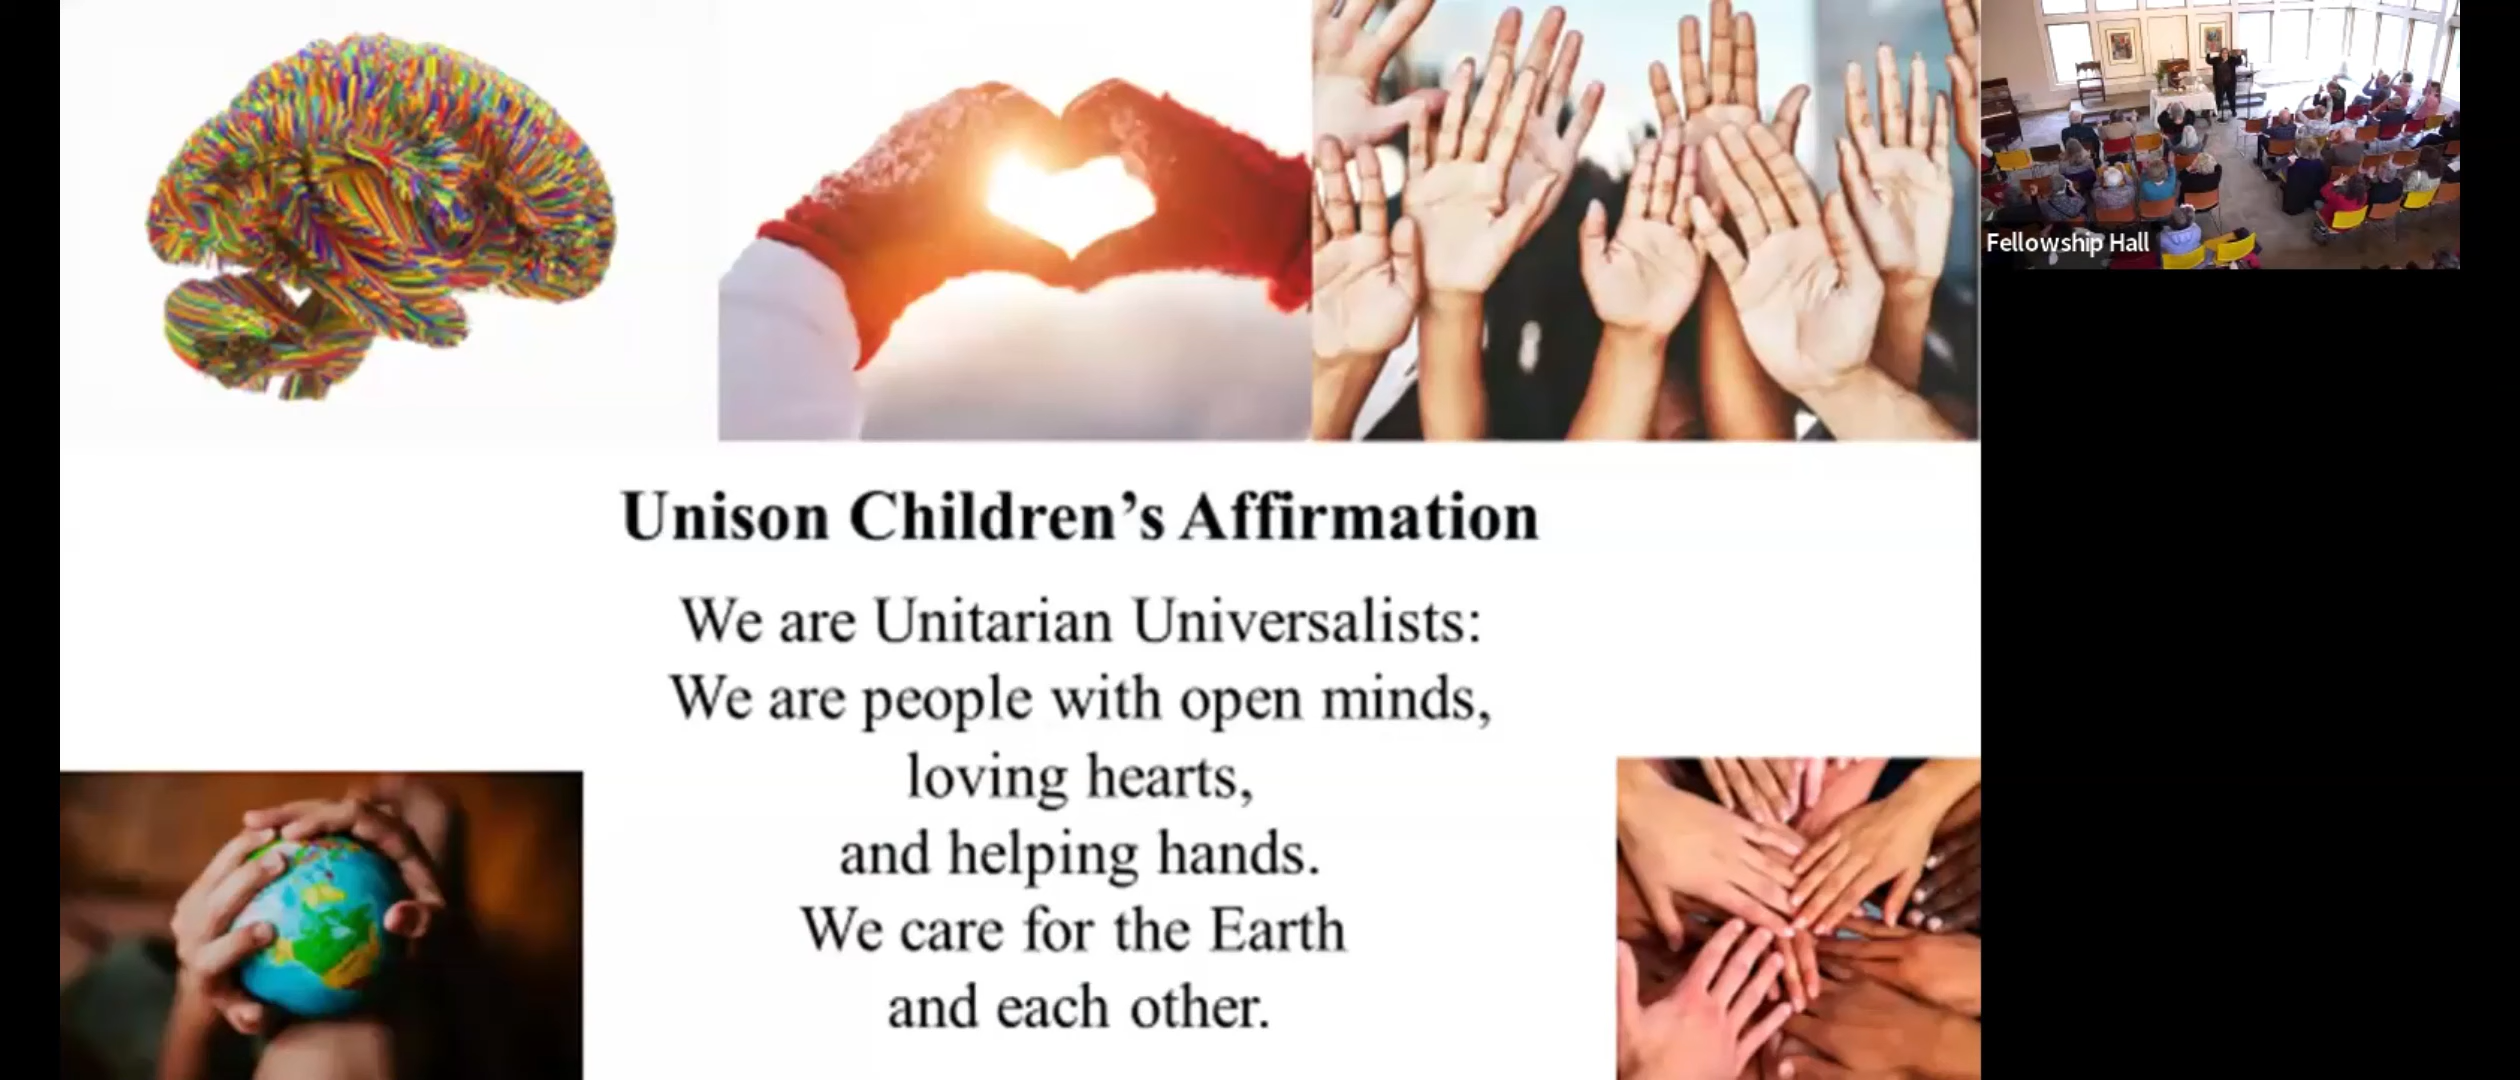 Unison Children’s Affirmation
We are Unitarian Universalists:
We are people with open minds,
loving hearts,
and helping hands.
We care for the Earth
and each other.
Fellowship Hall